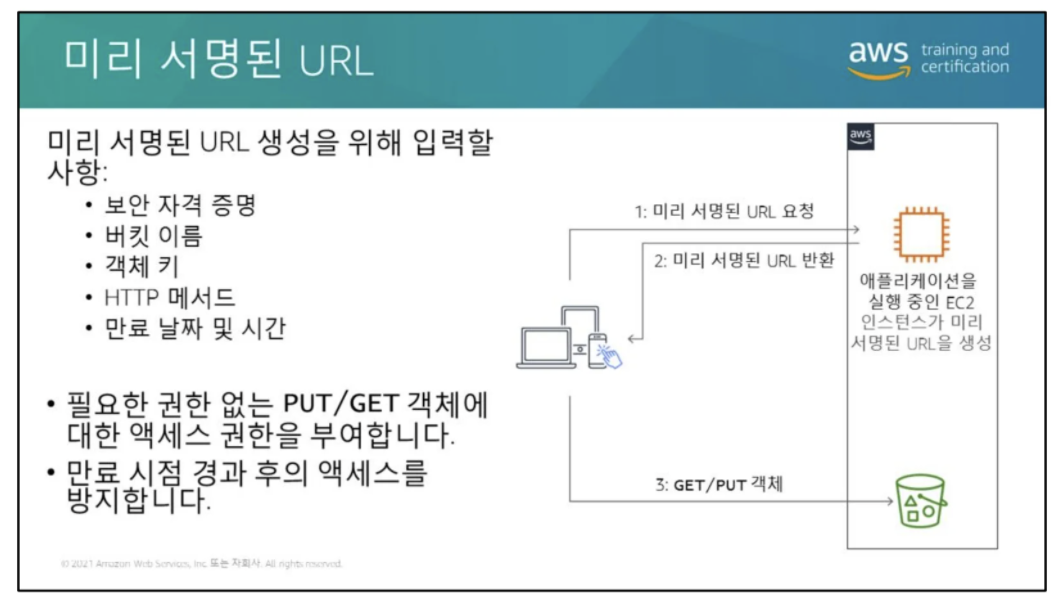 미리 서명된 URL
aws training and
certification
미리 서명된 URL 생성을 위해 입력할
사항:
• 보안 자격 증명
• 버킷 이름
• 객체 키
• HTTP 메서드
• 만료 날짜 및 시간
• 필요한 권한 없는 PUT/GET 객체에
대한 액세스 권한을 부여합니다.
• 만료 시점 경과 후의 액세스를
방지합니다.
aws
1: 미리 서명된 URL 요청
2: 미리 서명된 URL 반환
애플리케이션을
실행 중인 EC2
인스턴스가 미리
서명된 URL을 생성
3: GET/PUT 객체
© 2021 Amazon Web Services, Inc. 또는 자회사. All rights reserved.